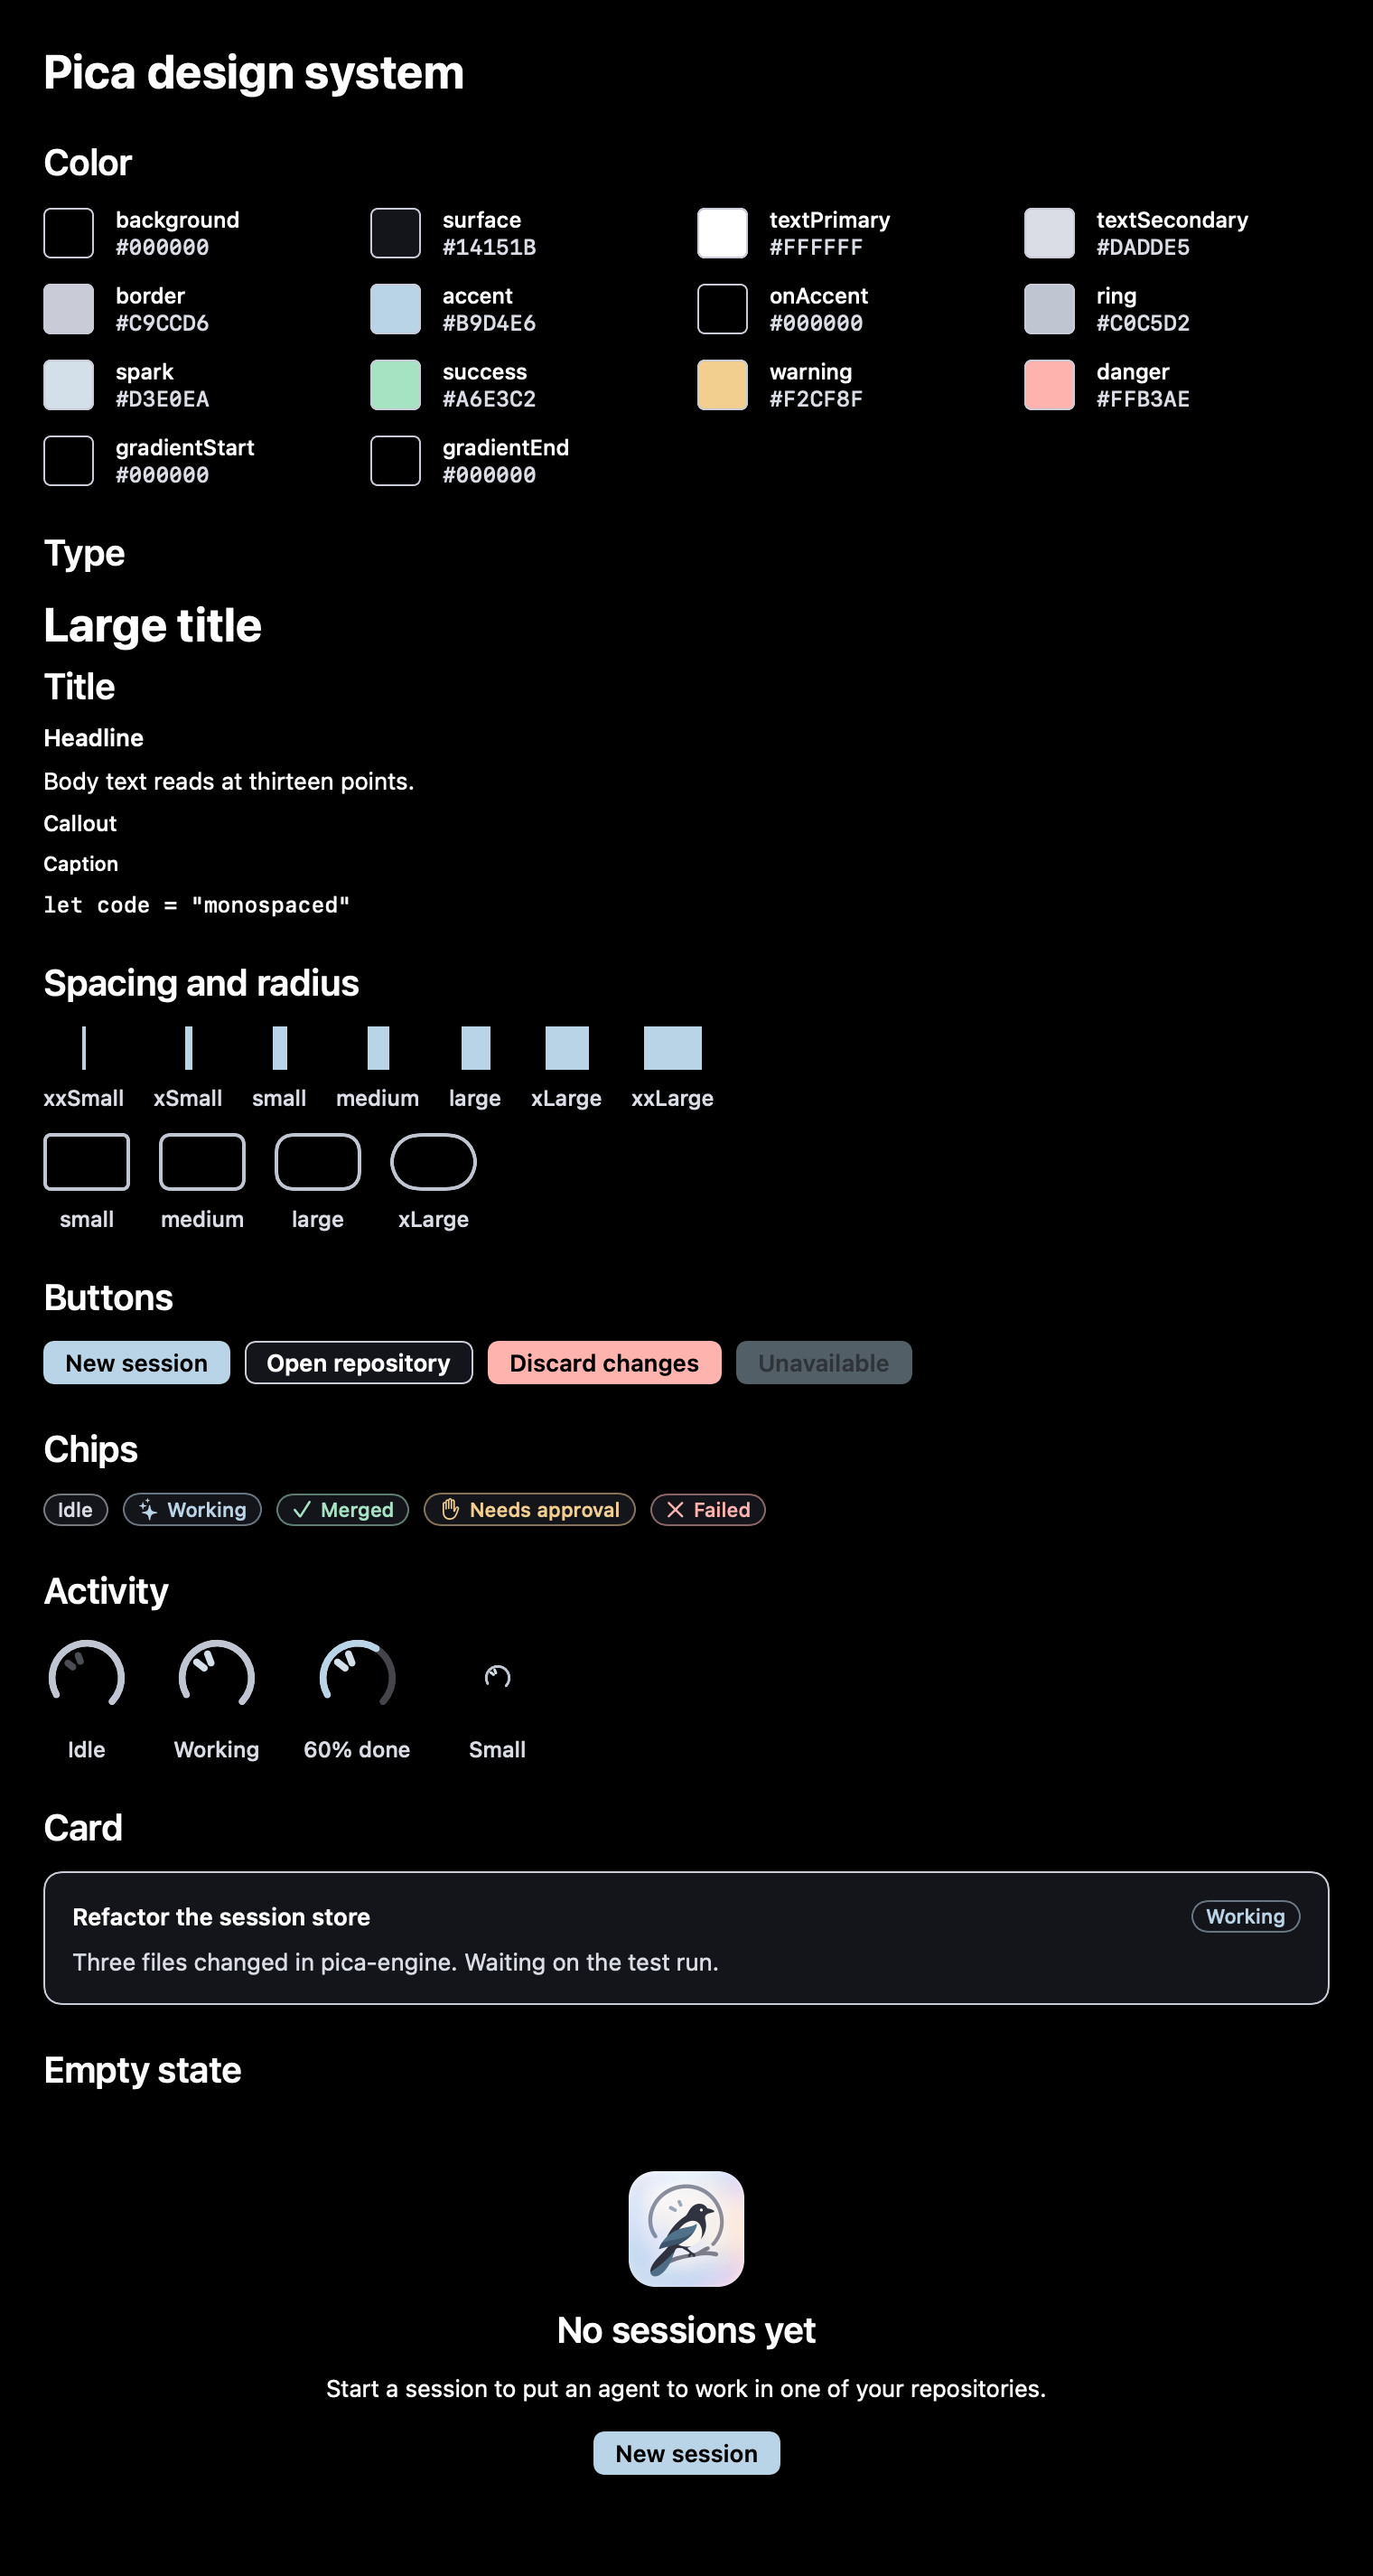 Pica design system
Color
background
#000000
surface
#14151B
textPrimary
#FFFFFF
textSecondary
#DADDE5
border
#C9CCD6
accent
#B9D4E6
onAccent
#000000
ring
#C0C5D2
spark
#D3E0EA
success
#A6E3C2
warning
#F2CF8F
danger
#FFB3AE
gradientStart
#000000
gradientEnd
#000000
Type
Large title
Title
Headline
Body text reads at thirteen points.
Callout
Caption
let code = "monospaced"
Spacing and radius
xxSmall xSmall small medium large xLarge xxLarge
small medium large xLarge
Buttons
New session Open repository Discard changes Unavailable
Chips
Idle Working Merged Needs approval Failed
Activity
Idle Working 60% done Small
Card
Refactor the session store Working
Three files changed in pica-engine. Waiting on the test run.
Empty state
No sessions yet
Start a session to put an agent to work in one of your repositories.
New session